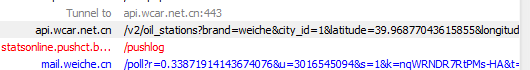 Tunnel to api.wcar.net.cn:443
api.wcar.net.cn /v2/oil_stations?brand=weiche&city_id=1&latitude=39.96877043615855&longitud
statsonline.pushct.b... /pushlog
mail.weiche.cn /poll?r=0.33871914143674076&u=3016545094&s=1&k=nqWRNDR7RtPMs-HA&t=